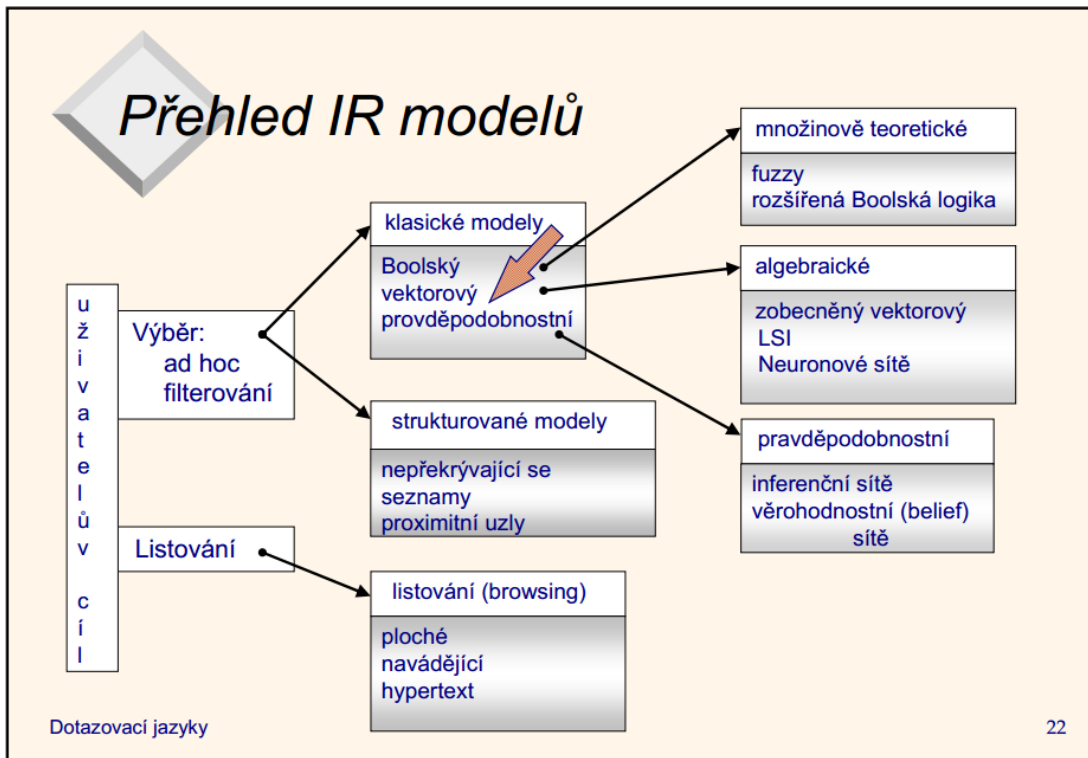 Přehled IR modelů
uživatelův cíl
Výběr:
ad hoc
filterování
Listování
klasické modely
Boolský
vektorový
provděpodobnostní
strukturované modely
nepřekrývající se
seznamy
proximitní uzly
listování (browsing)
ploché
navádějící
hypertext
množinově teoretické
fuzzy
rozšířená Boolská logika
algebraické
zobecněný vektorový
LSI
Neuronové sítě
pravděpodobnostní
inferenční sítě
věrohodnostní (belief)
sítě
Dotazovací jazyky
22